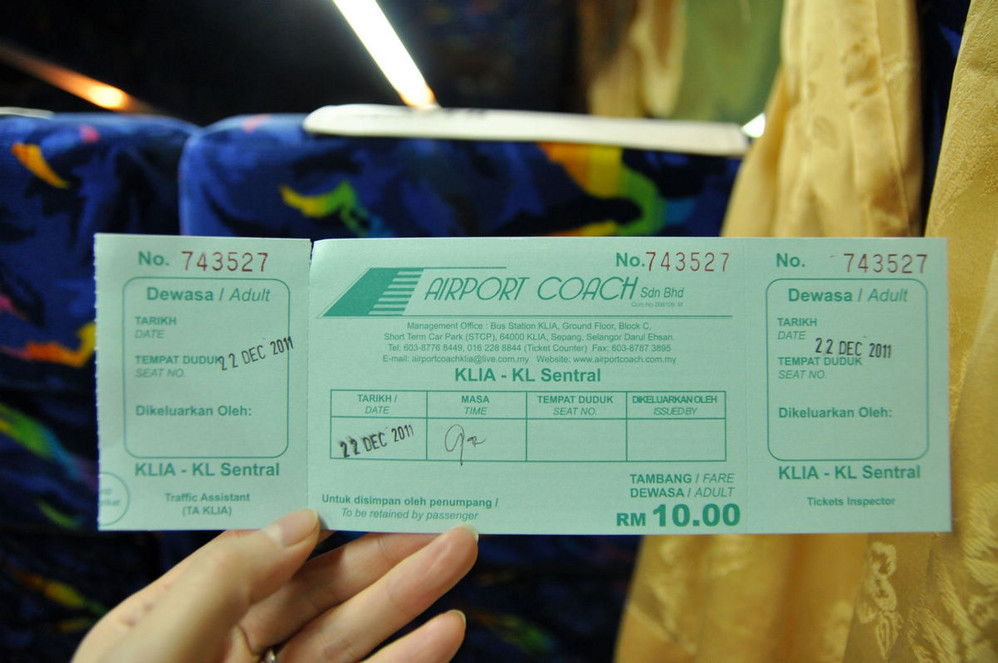 No. 743527
Dewasa / Adult
TARIKH
DATE
22 DEC 2011
TEMPAT DUDUK
SEAT NO.
Dikeluarkan Oleh:
KLIA - KL Sentral
Traffic Assistant
(TA KLIA)
No. 743527
AIRPORT COACH Sdn Bhd
Management Office : Bus Station KLIA, Ground Floor, Block C,
Short Term Car Park (STCP), 64000 KLIA, Sepang, Selangor Darul Ehsan.
Tel: 603-8776 8449, 016 228 8844 (Ticket Counter) Fax: 603-8787 3895
E-mail: airportcoachklia@live.com.my Website: www.airportcoach.com.my
KLIA - KL Sentral
TARIKH / MASA TEMPAT DUDUK DIKELUARKAN OLEH
DATE TIME SEAT NO. ISSUED BY
22 DEC 2011
TAMBANG / FARE
DEWASA / ADULT
RM 10.00
Untuk disimpan oleh penumpang /
To be retained by passenger
No. 743527
Dewasa / Adult
TARIKH
DATE
22 DEC 2011
TEMPAT DUDUK
SEAT NO.
Dikeluarkan Oleh:
KLIA - KL Sentral
Tickets Inspector